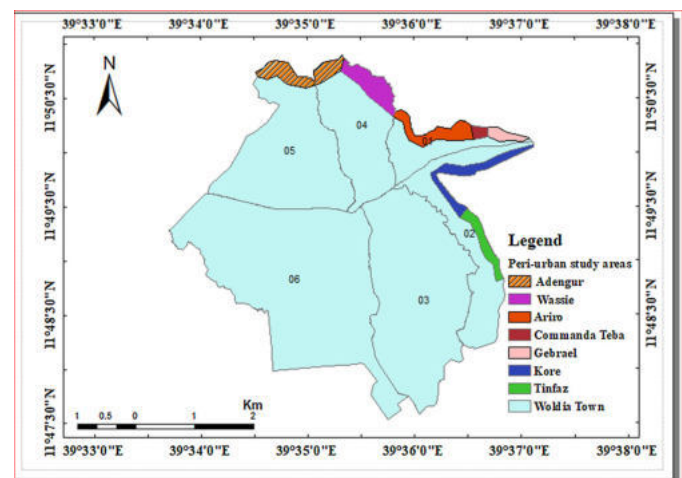 39°33'0"E 39°34'0"E 39°35'0"E 39°36'0"E 39°37'0"E 39°38'0"E
N
11°50'30"N 11°50'30"N
11°49'30"N 11°49'30"N
11°48'30"N 11°48'30"N
11°47'30"N 11°47'30"N
04
01
05
02
06
03
Legend
Peri-urban study areas
Adengur
Wassie
Ariro
Commanda Teba
Gebrael
Kore
Tinfaz
Woldia Town
Km
1 0.5 0 1 2
39°33'0"E 39°34'0"E 39°35'0"E 39°36'0"E 39°37'0"E 39°38'0"E